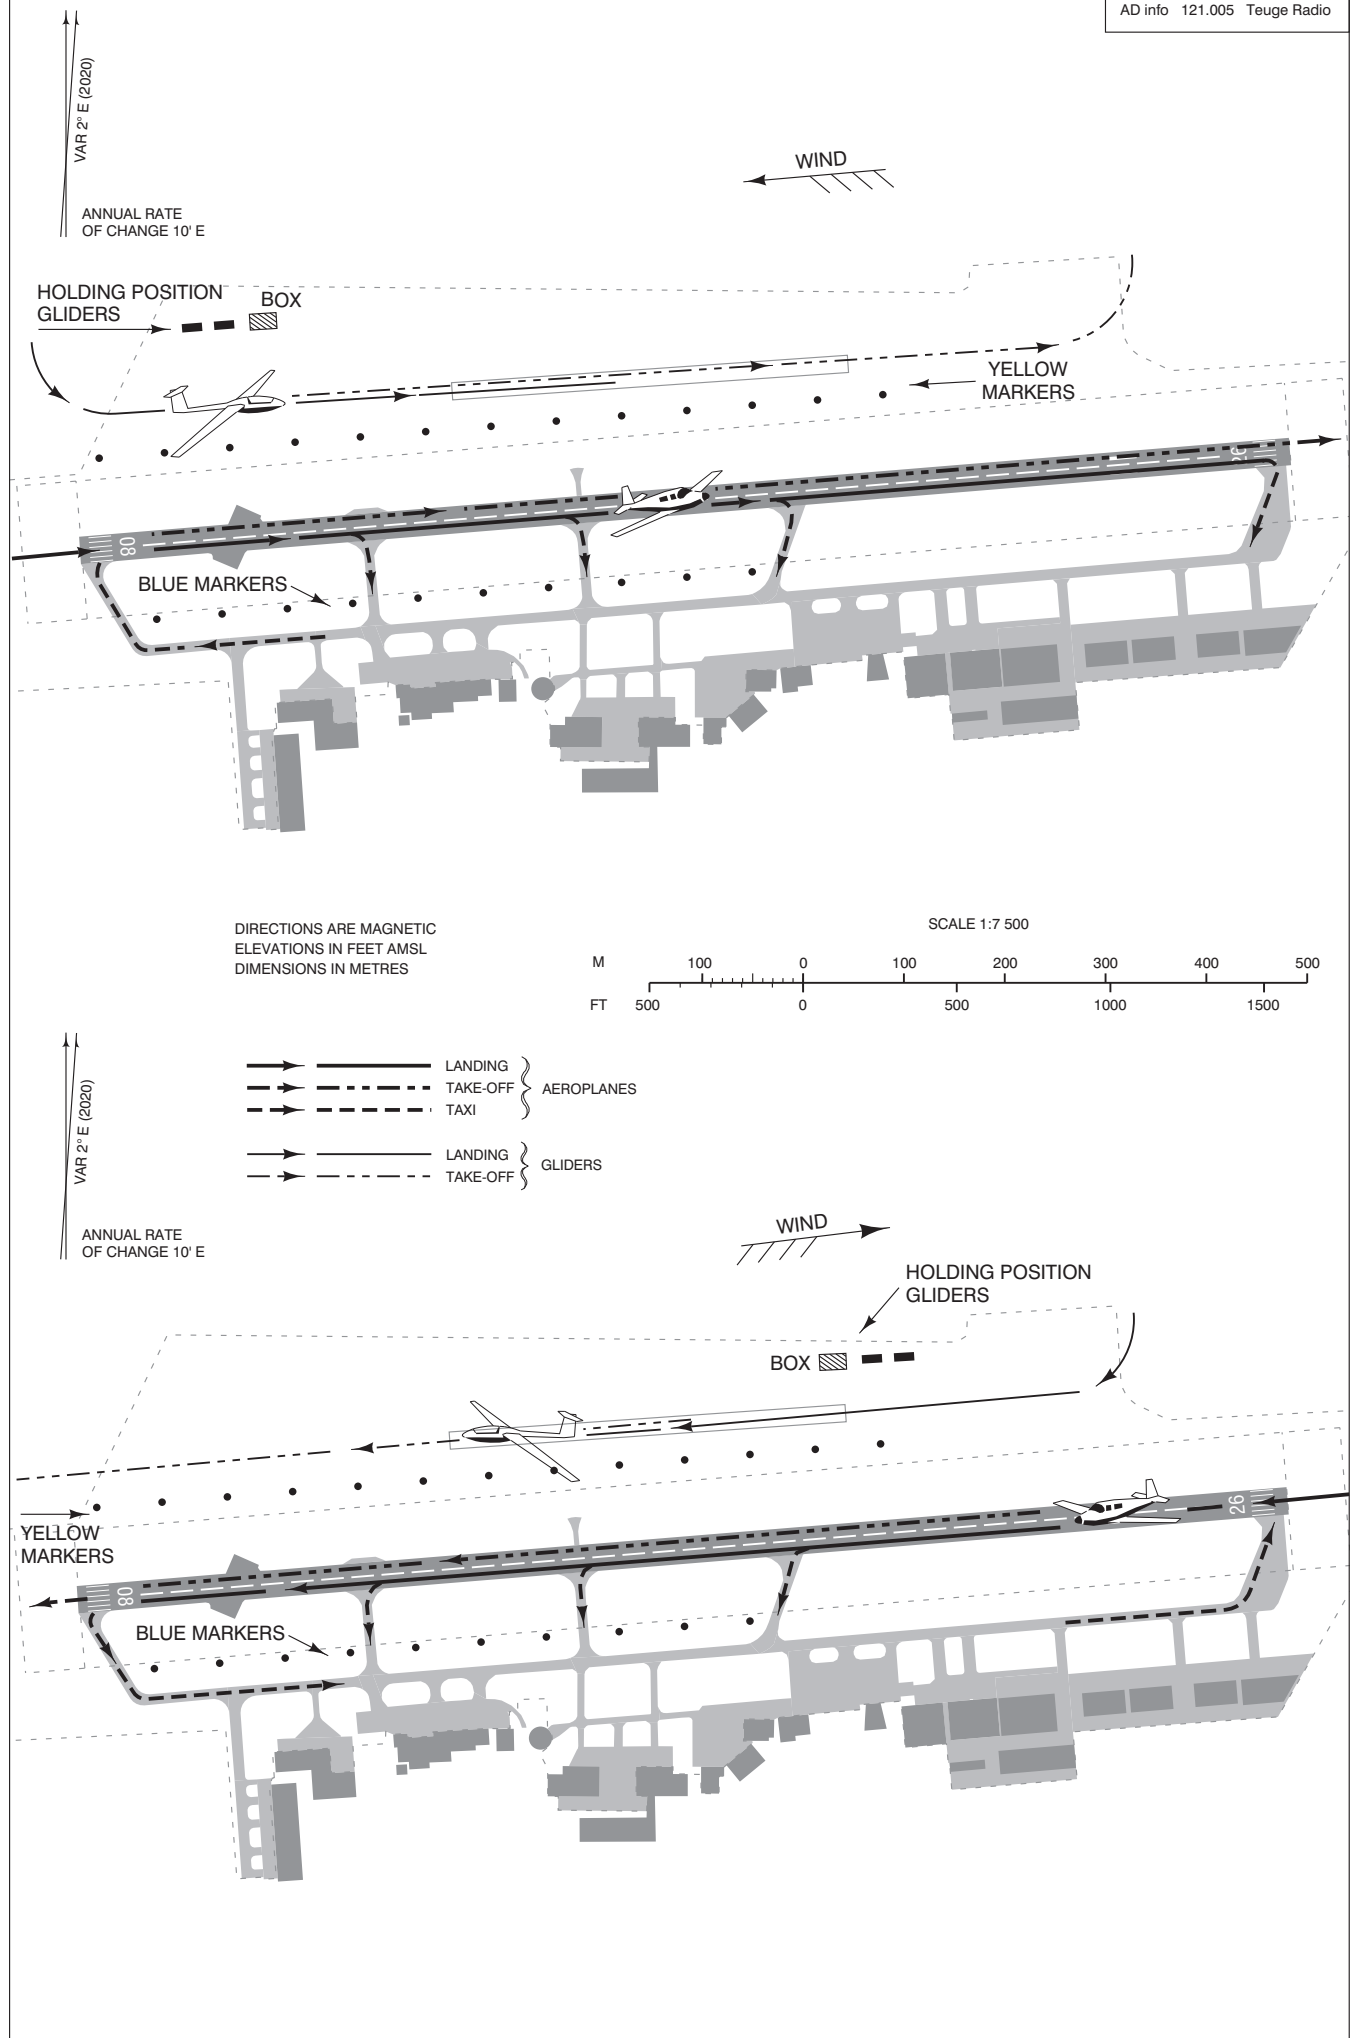 AD info 121.005 Teuge Radio
VAR 2° E (2020)
ANNUAL RATE
OF CHANGE 10' E
WIND
HOLDING POSITION
GLIDERS
BOX
YELLOW
MARKERS
26
08
BLUE MARKERS
DIRECTIONS ARE MAGNETIC
ELEVATIONS IN FEET AMSL
DIMENSIONS IN METRES
SCALE 1:7 500
M 100 0 100 200 300 400 500
FT 500 0 500 1000 1500
VAR 2° E (2020)
ANNUAL RATE
OF CHANGE 10' E
LANDING
TAKE-OFF
TAXI
AEROPLANES
LANDING
TAKE-OFF
GLIDERS
WIND
HOLDING POSITION
GLIDERS
BOX
YELLOW
MARKERS
26
08
BLUE MARKERS